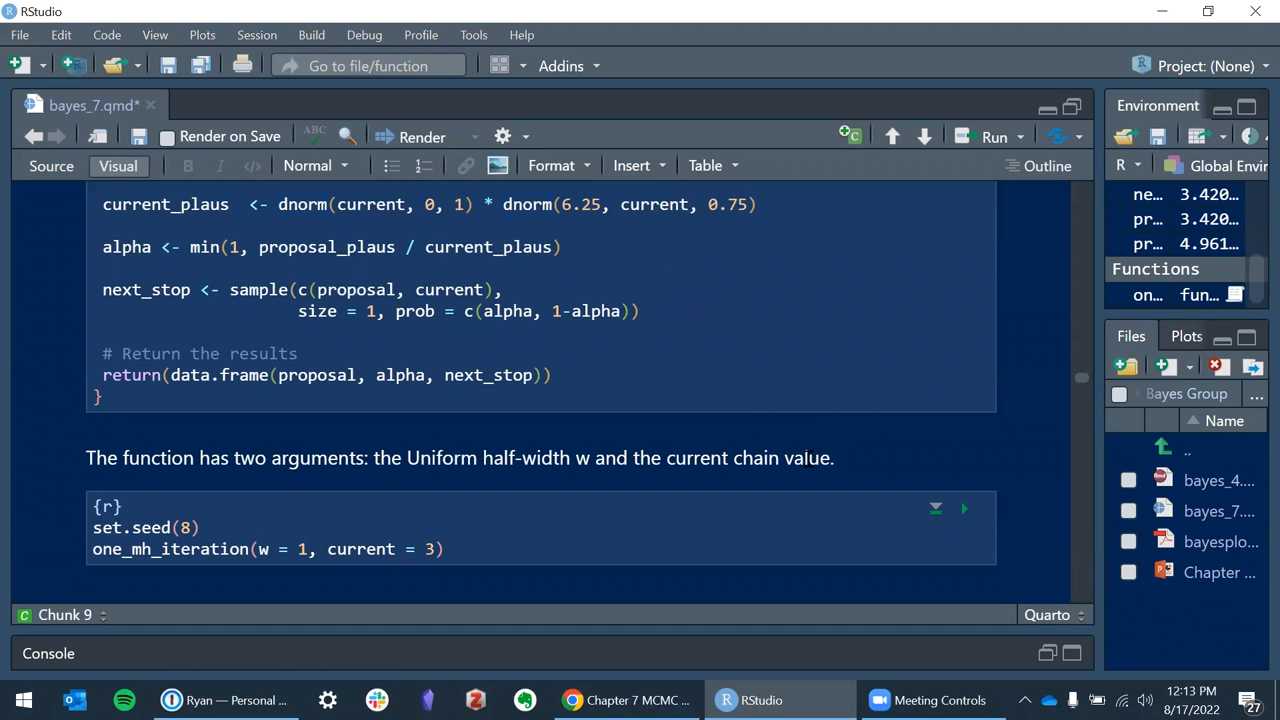 RStudio
File Edit Code View Plots Session Build Debug Profile Tools Help
Go to file/function Addins Project: (None)
bayes_7.qmd* Environment
Render on Save ABC Render Run
Source Visual B I </> Normal Format Insert Table Outline R Global Envir
current_plaus <- dnorm(current, 0, 1) * dnorm(6.25, current, 0.75)
alpha <- min(1, proposal_plaus / current_plaus)
next_stop <- sample(c(proposal, current),
size = 1, prob = c(alpha, 1-alpha))
# Return the results
return(data.frame(proposal, alpha, next_stop))
}
The function has two arguments: the Uniform half-width w and the current chain value.
{r}
set.seed(8)
one_mh_iteration(w = 1, current = 3)
C Chunk 9 Quarto
Console
ne... 3.420...
pr... 3.420...
pr... 4.961...
Functions
on... fun...
Files Plots
Bayes Group ...
Name
..
bayes_4....
bayes_7....
bayesplo...
Chapter ...
Ryan — Personal ... Chapter 7 MCMC ... RStudio Meeting Controls
12:13 PM
8/17/2022
27